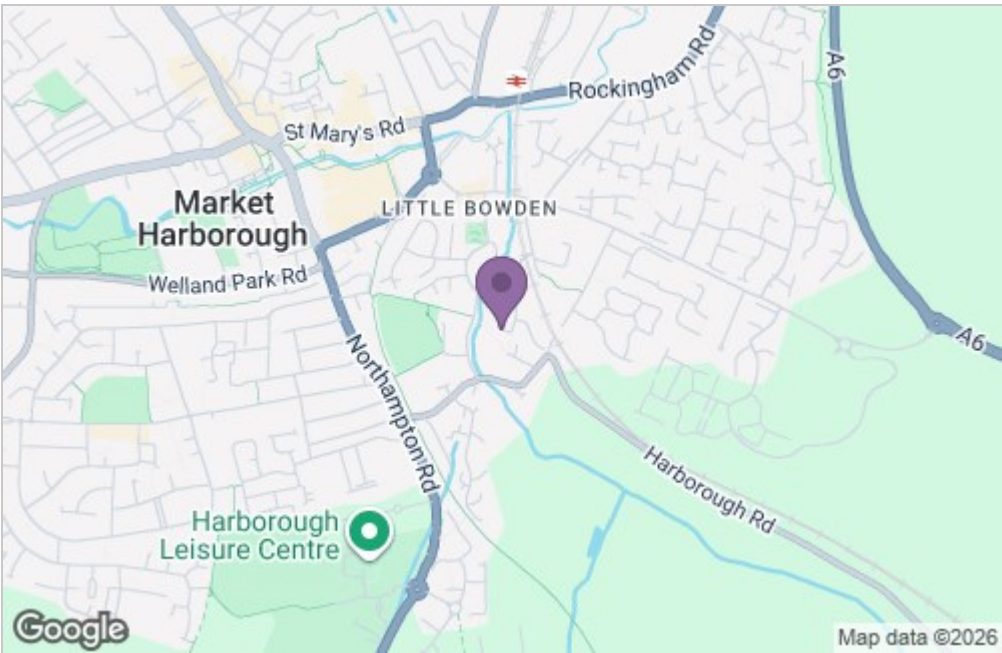 Rockingham Rd
A6
St Mary's Rd
Market
Harborough
LITTLE BOWDEN
Welland Park Rd
A6
Northampton Rd
Harborough Rd
Harborough
Leisure Centre
Google
Map data ©2026